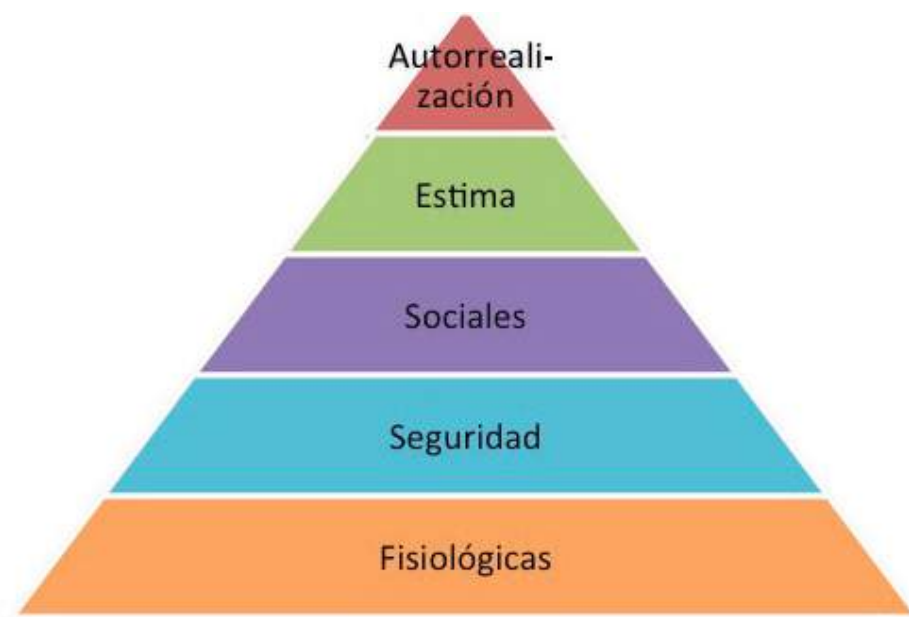 Autorreali-
zación
Estima
Sociales
Seguridad
Fisiológicas